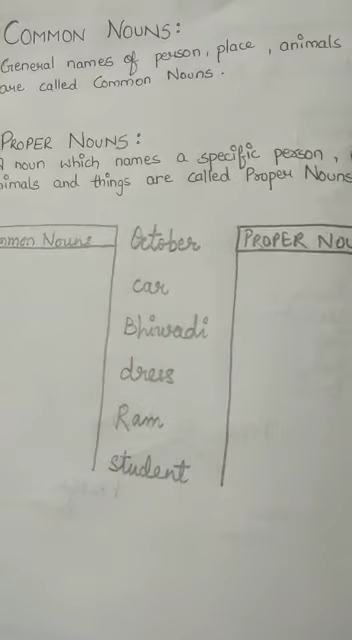 COMMON NOUNS:
General names of person, place, animals
are called Common Nouns.
PROPER NOUNS:
A noun which names a specific person,
animals and things are called Proper Nouns
mmon Nouns
October
PROPER NOU
car
Bhiwadi
dress
Ram
student